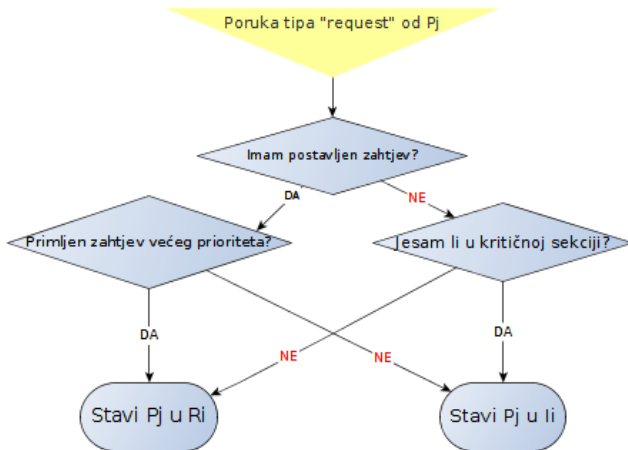 Poruka tipa "request" od Pj
Imam postavljen zahtjev?
DA
NE
Primljen zahtjev većeg prioriteta?
Jesam li u kritičnoj sekciji?
DA
DA
NE
NE
Stavi Pj u Ri
Stavi Pj u Ii